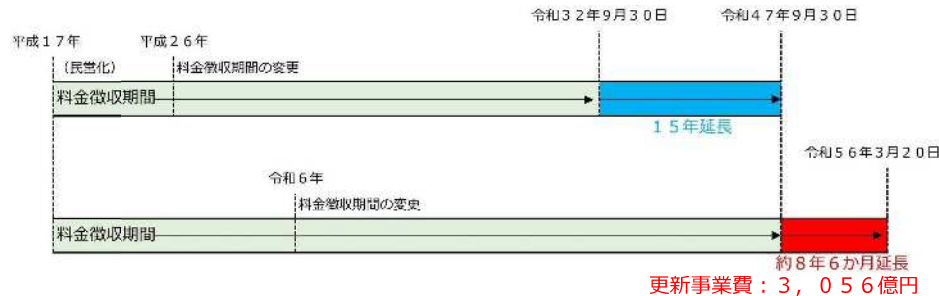 令和３２年９月３０日
令和４７年９月３０日
平成１７年
平成２６年
(民営化)
料金徴収期間の変更
料金徴収期間
１５年延長
令和５６年３月２０日
令和６年
料金徴収期間の変更
料金徴収期間
約８年６か月延長
更新事業費：３，０５６億円